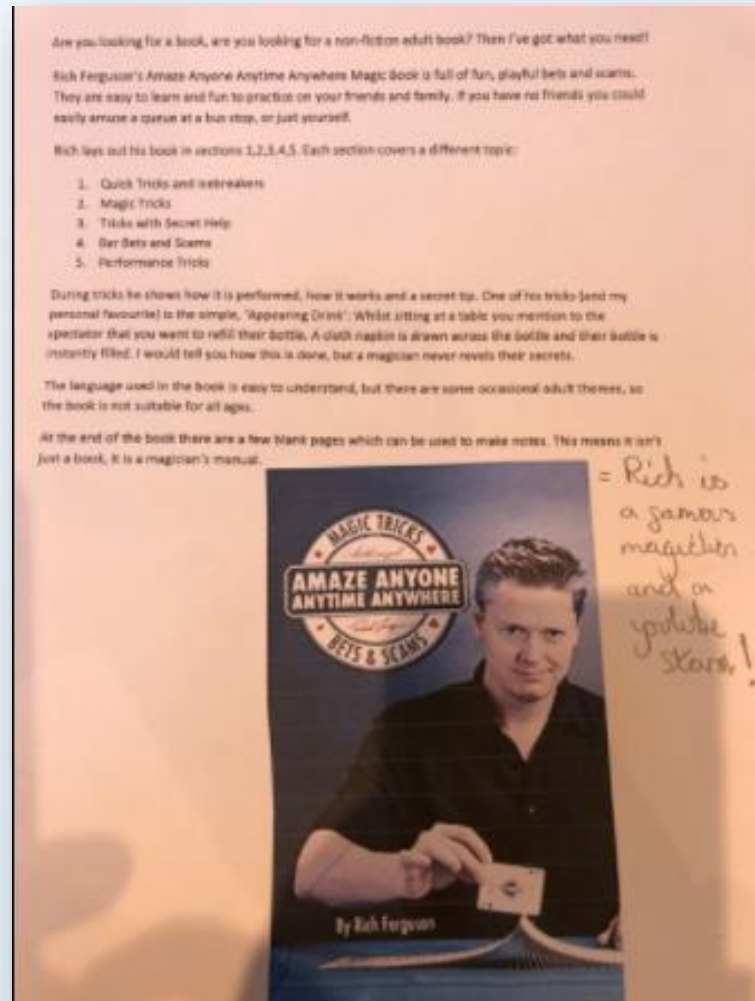 Are you looking for a book, are you looking for a non-fiction adult book? Then I've got what you need!
Rich Ferguson's Amaze Anyone Anytime Anywhere Magic Book is full of fun, playful bets and scams.
They are easy to learn and fun to practice on your friends and family. If you have no friends you could
easily amuse a queue at a bus stop, or just yourself.
Rich lays out his book in sections 1,2,3,4,5. Each section covers a different topic:
1. Quick Tricks and Icebreakers
2. Magic Tricks
3. Tricks with Secret Help
4. Bar Bets and Scams
5. Performance Tricks
During tricks he shows how it is performed, how it works and a secret tip. One of his tricks (and my
personal favourite) is the simple, 'Appearing Drink'. Whilst sitting at a table you mention to the
spectator that you want to refill their bottle. A cloth napkin is drawn across the bottle and their bottle is
instantly filled. I would tell you how this is done, but a magician never revels their secrets.
The language used in the book is easy to understand, but there are some occasional adult themes, so
the book is not suitable for all ages.
At the end of the book there are a few blank pages which can be used to make notes. This means it isn't
just a book, it is a magician's manual.
= Rich is
a famous
magician
and a
youtube
star!
MAGIC TRICKS
AMAZE ANYONE
ANYTIME ANYWHERE
BETS & SCAMS
By Rich Ferguson